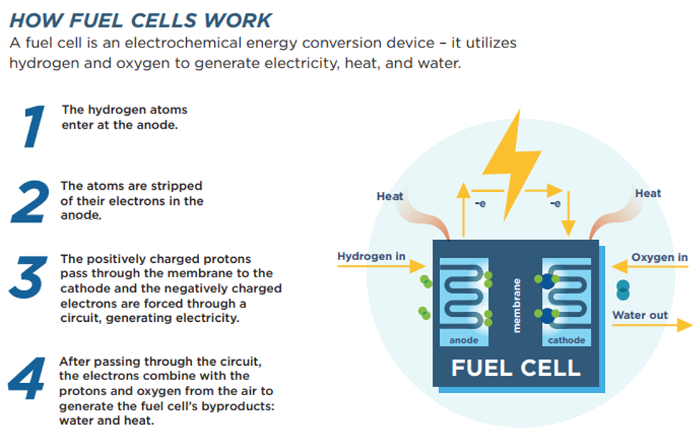 HOW FUEL CELLS WORK
A fuel cell is an electrochemical energy conversion device – it utilizes
hydrogen and oxygen to generate electricity, heat, and water.
1
The hydrogen atoms
enter at the anode.
2
The atoms are stripped
of their electrons in the
anode.
3
The positively charged protons
pass through the membrane to the
cathode and the negatively charged
electrons are forced through a
circuit, generating electricity.
4
After passing through the circuit,
the electrons combine with the
protons and oxygen from the air to
generate the fuel cell's byproducts:
water and heat.
Heat
-e
-e
Heat
Hydrogen in
Oxygen in
membrane
Water out
anode
cathode
FUEL CELL